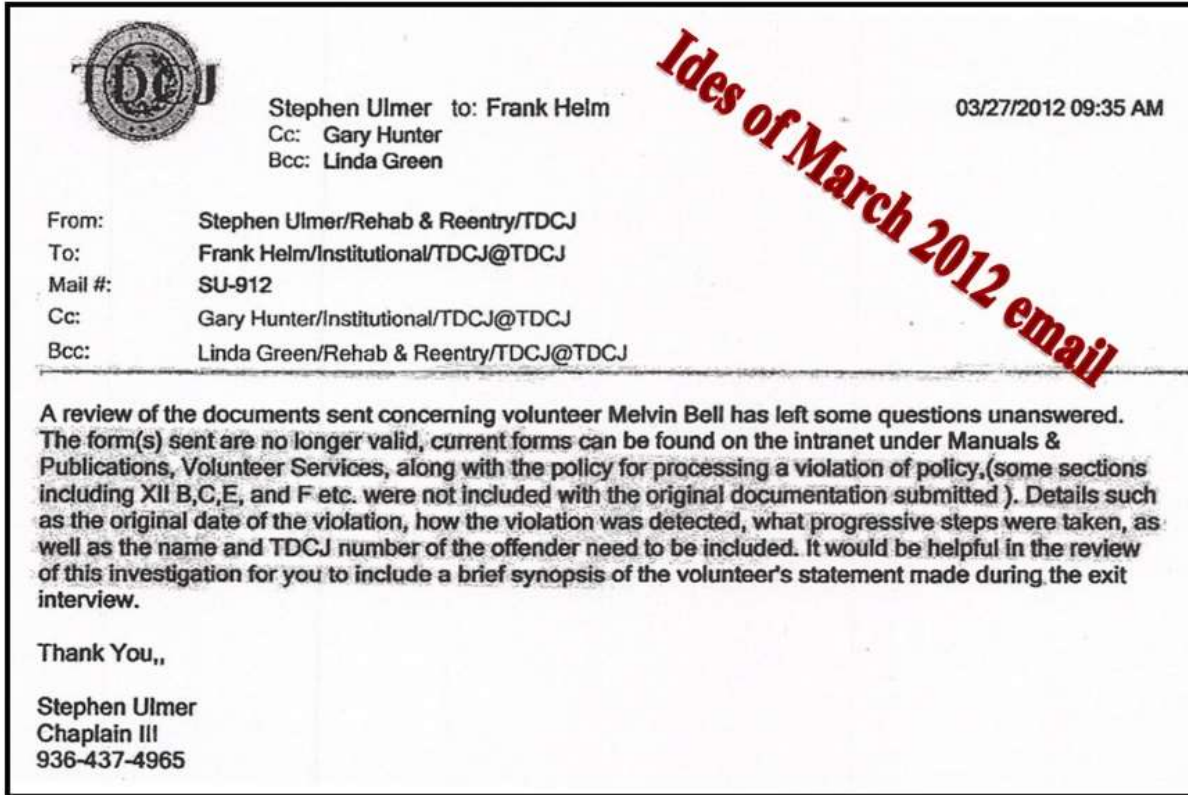 TDCJ
Stephen Ulmer to: Frank Helm
03/27/2012 09:35 AM
Cc: Gary Hunter
Bcc: Linda Green
Ides of March 2012 email
From: Stephen Ulmer/Rehab & Reentry/TDCJ
To: Frank Helm/Institutional/TDCJ@TDCJ
Mail #: SU-912
Cc: Gary Hunter/Institutional/TDCJ@TDCJ
Bcc: Linda Green/Rehab & Reentry/TDCJ@TDCJ
A review of the documents sent concerning volunteer Melvin Bell has left some questions unanswered.
The form(s) sent are no longer valid, current forms can be found on the intranet under Manuals &
Publications, Volunteer Services, along with the policy for processing a violation of policy,(some sections
including XII B,C,E, and F etc. were not included with the original documentation submitted ). Details such
as the original date of the violation, how the violation was detected, what progressive steps were taken, as
well as the name and TDCJ number of the offender need to be included. It would be helpful in the review
of this investigation for you to include a brief synopsis of the volunteer's statement made during the exit
interview.
Thank You,,
Stephen Ulmer
Chaplain III
936-437-4965